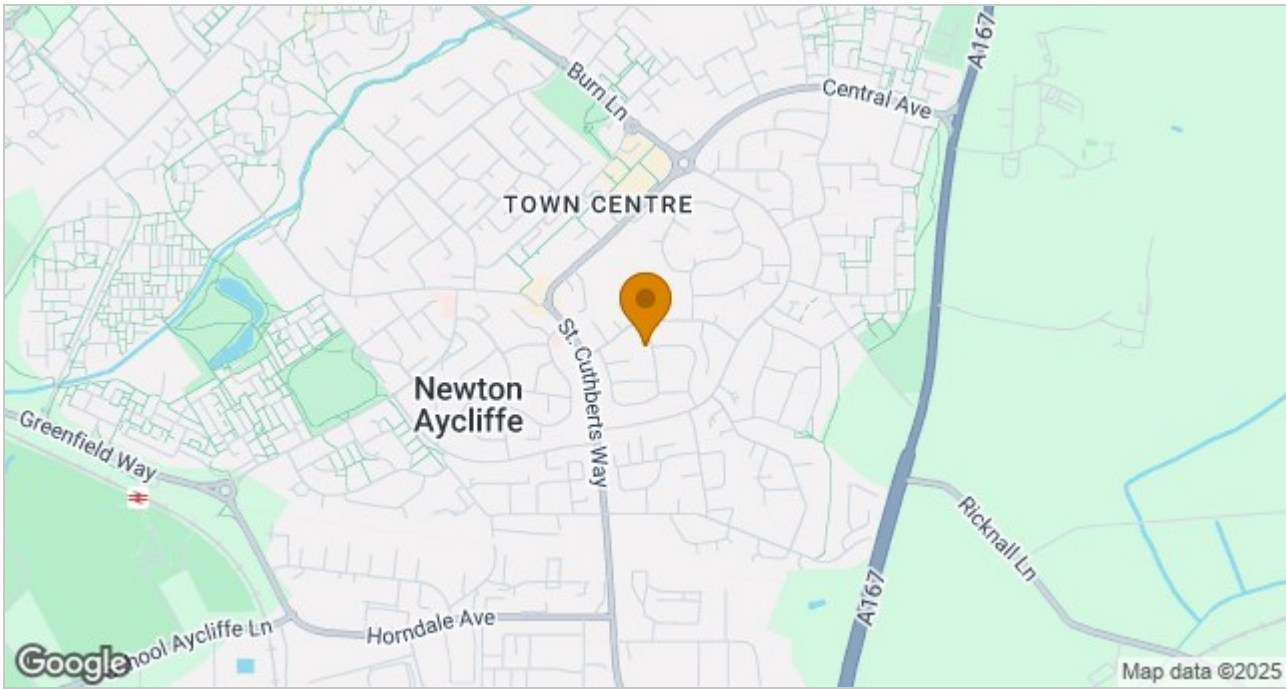 A167
Burn Ln
Central Ave
TOWN CENTRE
St. Cuthberts Way
Newton
Aycliffe
Greenfield Way
Ricknall Ln
A167
Horndale Ave
hool Aycliffe Ln
Google
Map data ©2025